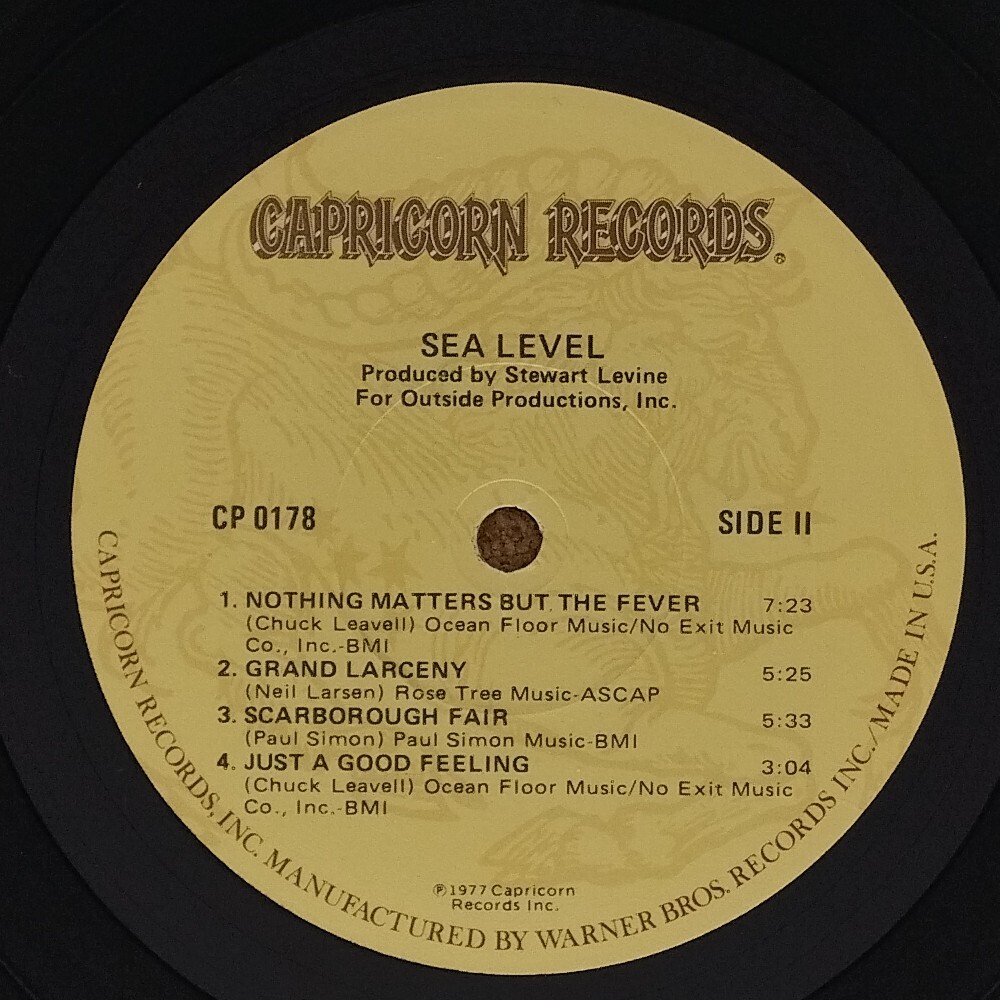 CAPRICORN RECORDS®
SEA LEVEL
Produced by Stewart Levine
For Outside Productions, Inc.
CP 0178
SIDE II
1. NOTHING MATTERS BUT THE FEVER 7:23
(Chuck Leavell) Ocean Floor Music/No Exit Music
Co., Inc.-BMI
2. GRAND LARCENY 5:25
(Neil Larsen) Rose Tree Music-ASCAP
3. SCARBOROUGH FAIR 5:33
(Paul Simon) Paul Simon Music-BMI
4. JUST A GOOD FEELING 3:04
(Chuck Leavell) Ocean Floor Music/No Exit Music
Co., Inc.-BMI
℗1977 Capricorn
Records Inc.
CAPRICORN RECORDS, INC. MANUFACTURED BY WARNER BROS. RECORDS INC./MADE IN U.S.A.